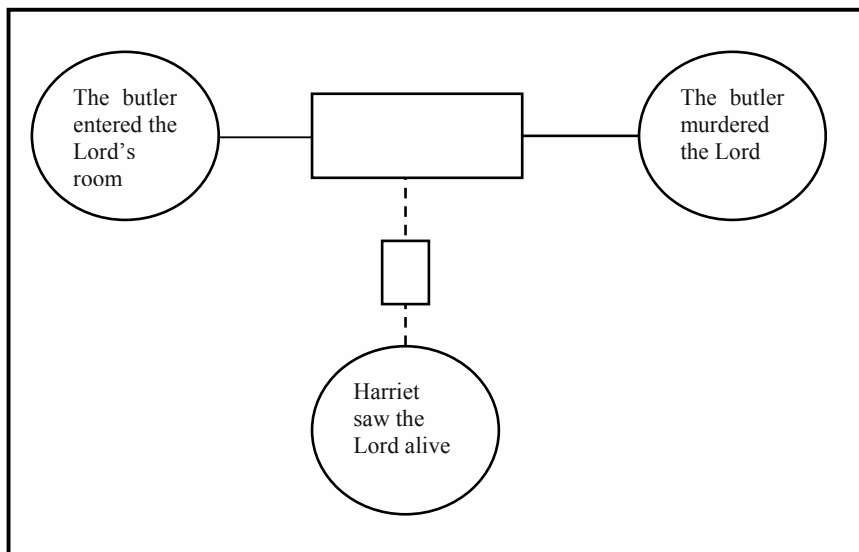 The butler
entered the
Lord’s
room
The butler
murdered
the Lord
Harriet
saw the
Lord alive